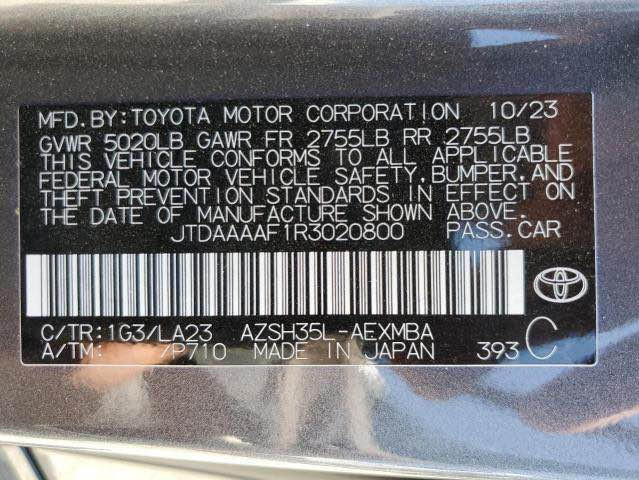 MFD.BY:TOYOTA MOTOR CORPORATION 10/23
GVWR 5020LB GAWR FR 2755LB RR 2755LB
THIS VEHICLE CONFORMS TO ALL APPLICABLE
FEDERAL MOTOR VEHICLE SAFETY,BUMPER,AND
THEFT PREVENTION STANDARDS IN EFFECT ON
THE DATE OF MANUFACTURE SHOWN ABOVE.
JTDAAAAF1R3020800 PASS.CAR
C/TR:1G3/LA23 AZSH35L-AEXMBA
A/TM: /P710 MADE IN JAPAN 393 C